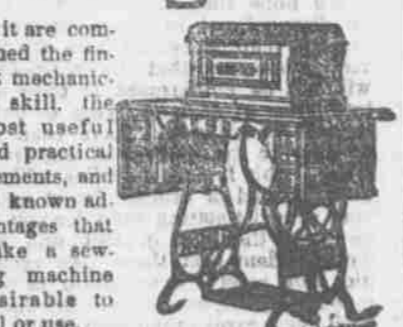 it are com-
ned the fin-
t mechanic-
skill, the
ost useful
d practical
ements, and
known ad-
ntages that
ake a sew-
g machine
sirable to
l or use.